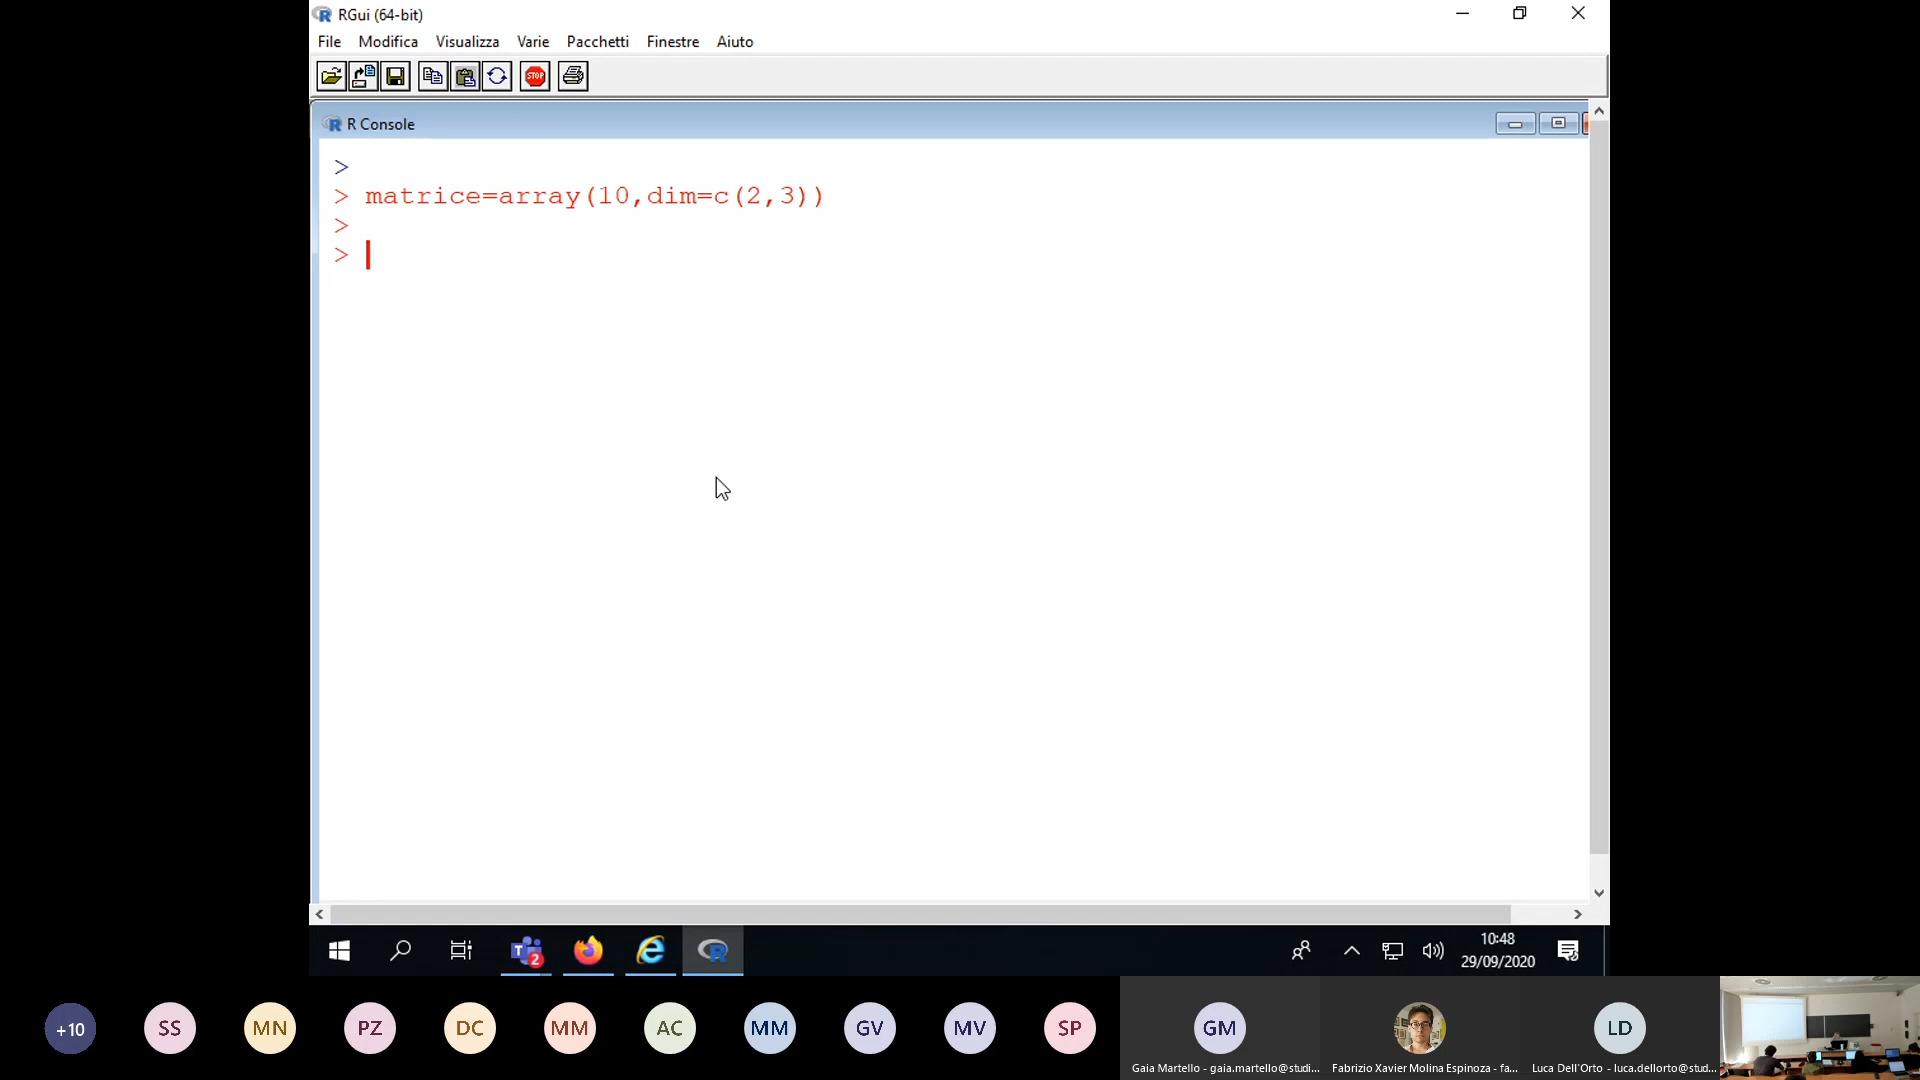 RGui (64-bit)
File Modifica Visualizza Varie Pacchetti Finestre Aiuto
STOP
R Console
>
> matrice=array(10,dim=c(2,3))
>
>
2
10:48
29/09/2020
+10 SS MN PZ DC MM AC MM GV MV SP GM LD
Gaia Martello - gaia.martello@studi... Fabrizio Xavier Molina Espinoza - fa... Luca Dell'Orto - luca.dellorto@stud...